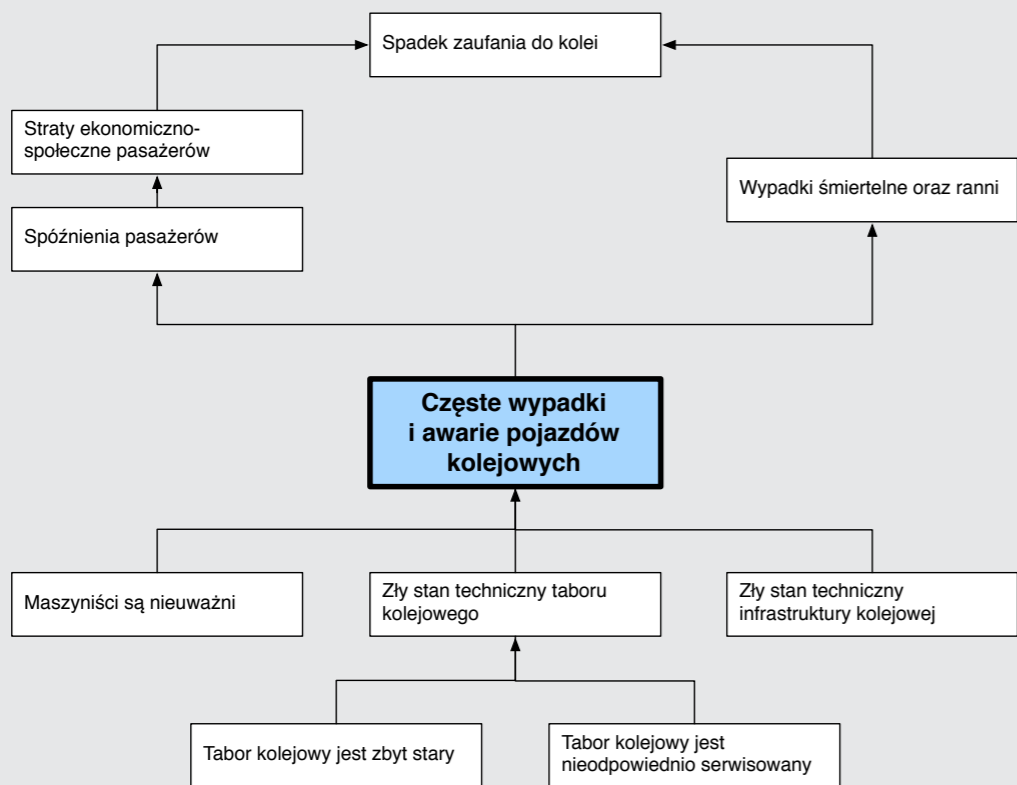 Spadek zaufania do kolei
Straty ekonomiczno-
społeczne pasażerów
Wypadki śmiertelne oraz ranni
Spóźnienia pasażerów
Częste wypadki
i awarie pojazdów
kolejowych
Maszyniści są nieuważni
Zły stan techniczny taboru
kolejowego
Zły stan techniczny
infrastruktury kolejowej
Tabor kolejowy jest zbyt stary
Tabor kolejowy jest
nieodpowiednio serwisowany